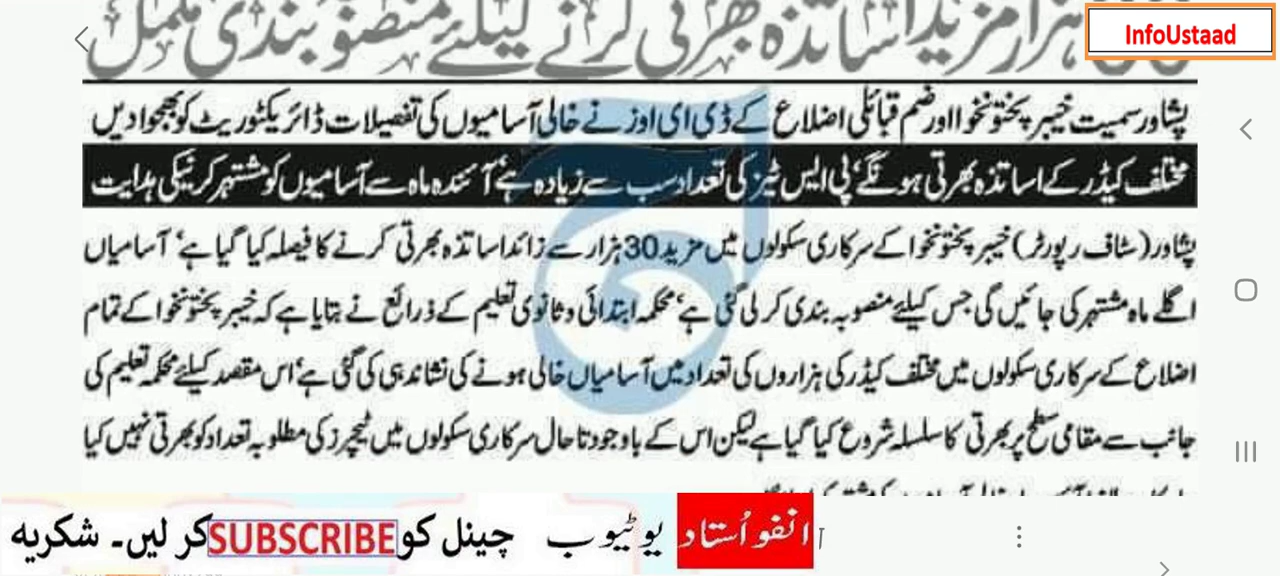 ہزار مزید اساتذہ بھرتی کرنے کیلئے منصوبہ بندی مکمل
InfoUstaad
پشاور سمیت خیبر پختونخوا اور ضم قبائلی اضلاع کے ڈی ای اوز نے خالی آسامیوں کی تفصیلات ڈائریکٹوریٹ کو بھجوا دیں
مختلف کیڈر کے اساتذہ بھرتی ہونگے‘ پی ایس ٹیز کی تعداد سب سے زیادہ ہے‘ آئندہ ماہ سے آسامیوں کو مشتہر کرنیکی ہدایت
پشاور (سٹاف رپورٹر) خیبر پختونخوا کے سرکاری سکولوں میں مزید 30 ہزار سے زائد اساتذہ بھرتی کرنے کا فیصلہ کیا گیا ہے‘ آسامیاں
اگلے ماہ مشتہر کی جائیں گی جس کیلئے منصوبہ بندی کر لی گئی ہے‘ محکمہ ابتدائی و ثانوی تعلیم کے ذرائع نے بتایا ہے کہ خیبر پختونخوا کے تمام
اضلاع کے سرکاری سکولوں میں مختلف کیڈر کی ہزاروں کی تعداد میں آسامیاں خالی ہونے کی نشاندہی کی گئی ہے‘ اس مقصد کیلئے محکمہ تعلیم کی
جانب سے مقامی سطح پر بھرتی کا سلسلہ شروع کیا گیا ہے لیکن اس کے باوجود تاحال سرکاری سکولوں میں ٹیچرز کی مطلوبہ تعداد کو بھرتی نہیں کیا
انفو اُستاد یوٹیوب چینل کو SUBSCRIBE کر لیں۔ شکریہ